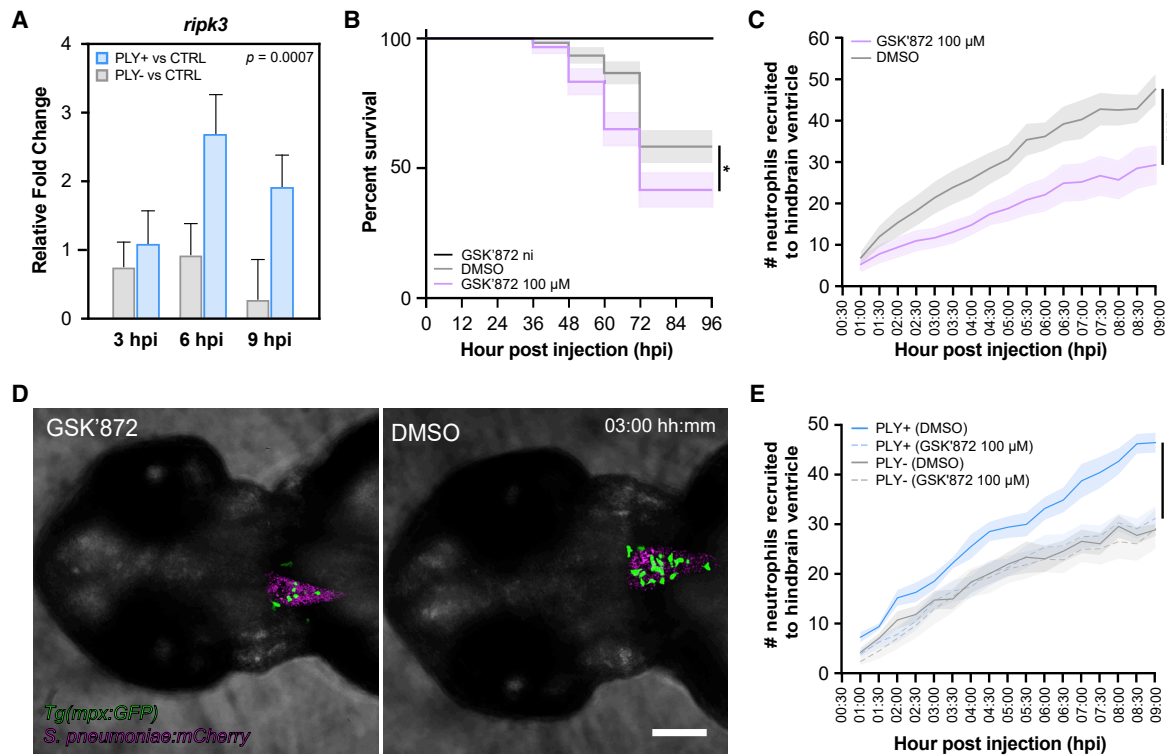 A
ripk3
PLY+ vs CTRL
PLY- vs CTRL
p = 0.0007
Relative Fold Change
4
3
2
1
0
3 hpi 6 hpi 9 hpi
B
Percent survival
100
50
0
GSK'872 ni
DMSO
GSK'872 100 µM
*
0 12 24 36 48 60 72 84 96
Hour post injection (hpi)
C
GSK'872 100 µM
DMSO
# neutrophils recruited
to hindbrain ventricle
60
50
40
30
20
10
0
00:30 01:00 01:30 02:00 02:30 03:00 03:30 04:00 04:30 05:00 05:30 06:00 06:30 07:00 07:30 08:00 08:30 09:00
Hour post injection (hpi)
D
GSK'872
Tg(mpx:GFP)
S. pneumoniae:mCherry
DMSO
03:00 hh:mm
E
PLY+ (DMSO)
PLY+ (GSK'872 100 µM)
PLY- (DMSO)
PLY- (GSK'872 100 µM)
# neutrophils recruited
to hindbrain ventricle
50
40
30
20
10
0
00:30 01:00 01:30 02:00 02:30 03:00 03:30 04:00 04:30 05:00 05:30 06:00 06:30 07:00 07:30 08:00 08:30 09:00
Hour post injection (hpi)